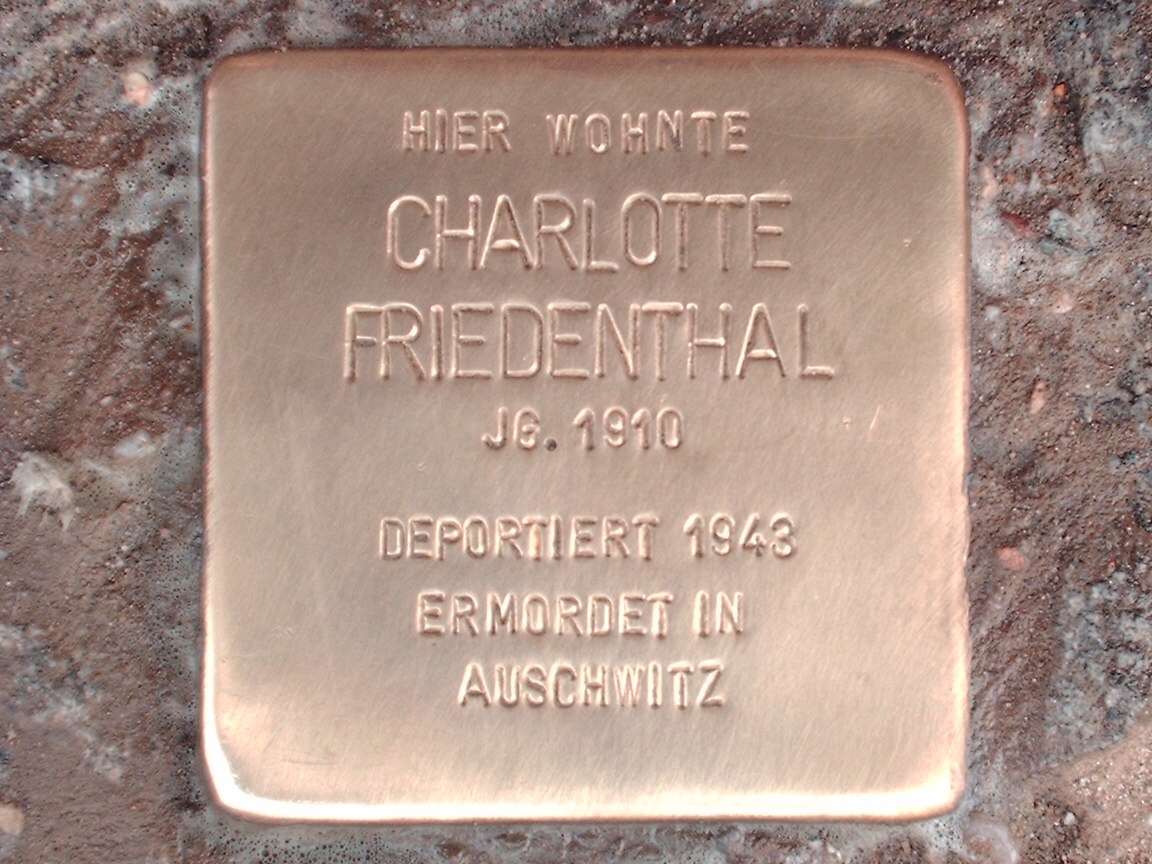 HIER WOHNTE
CHARLOTTE
FRIEDENTHAL
JG. 1910
DEPORTIERT 1943
ERMORDET IN
AUSCHWITZ